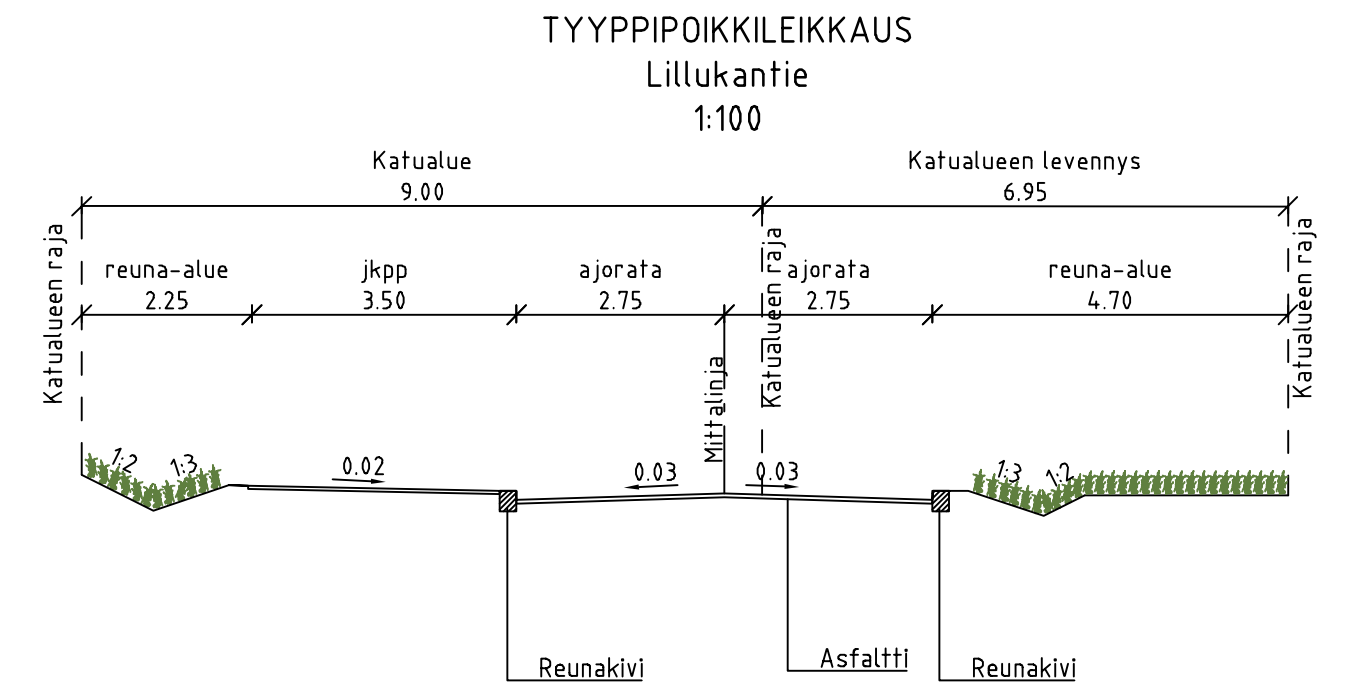 TYYPPIPOIKKILEIKKAUS
Lillukantie
1:100
Katualue
9.00
Katualueen levennys
6.95
Katualueen raja
reuna-alue
2.25
jkpp
3.50
ajorata
2.75
Mittalinja
Katualueen raja
ajorata
2.75
reuna-alue
4.70
Katualueen raja
1:2
1:3
0.02
0.03
0.03
1:3
1:2
Reunakivi
Asfaltti
Reunakivi